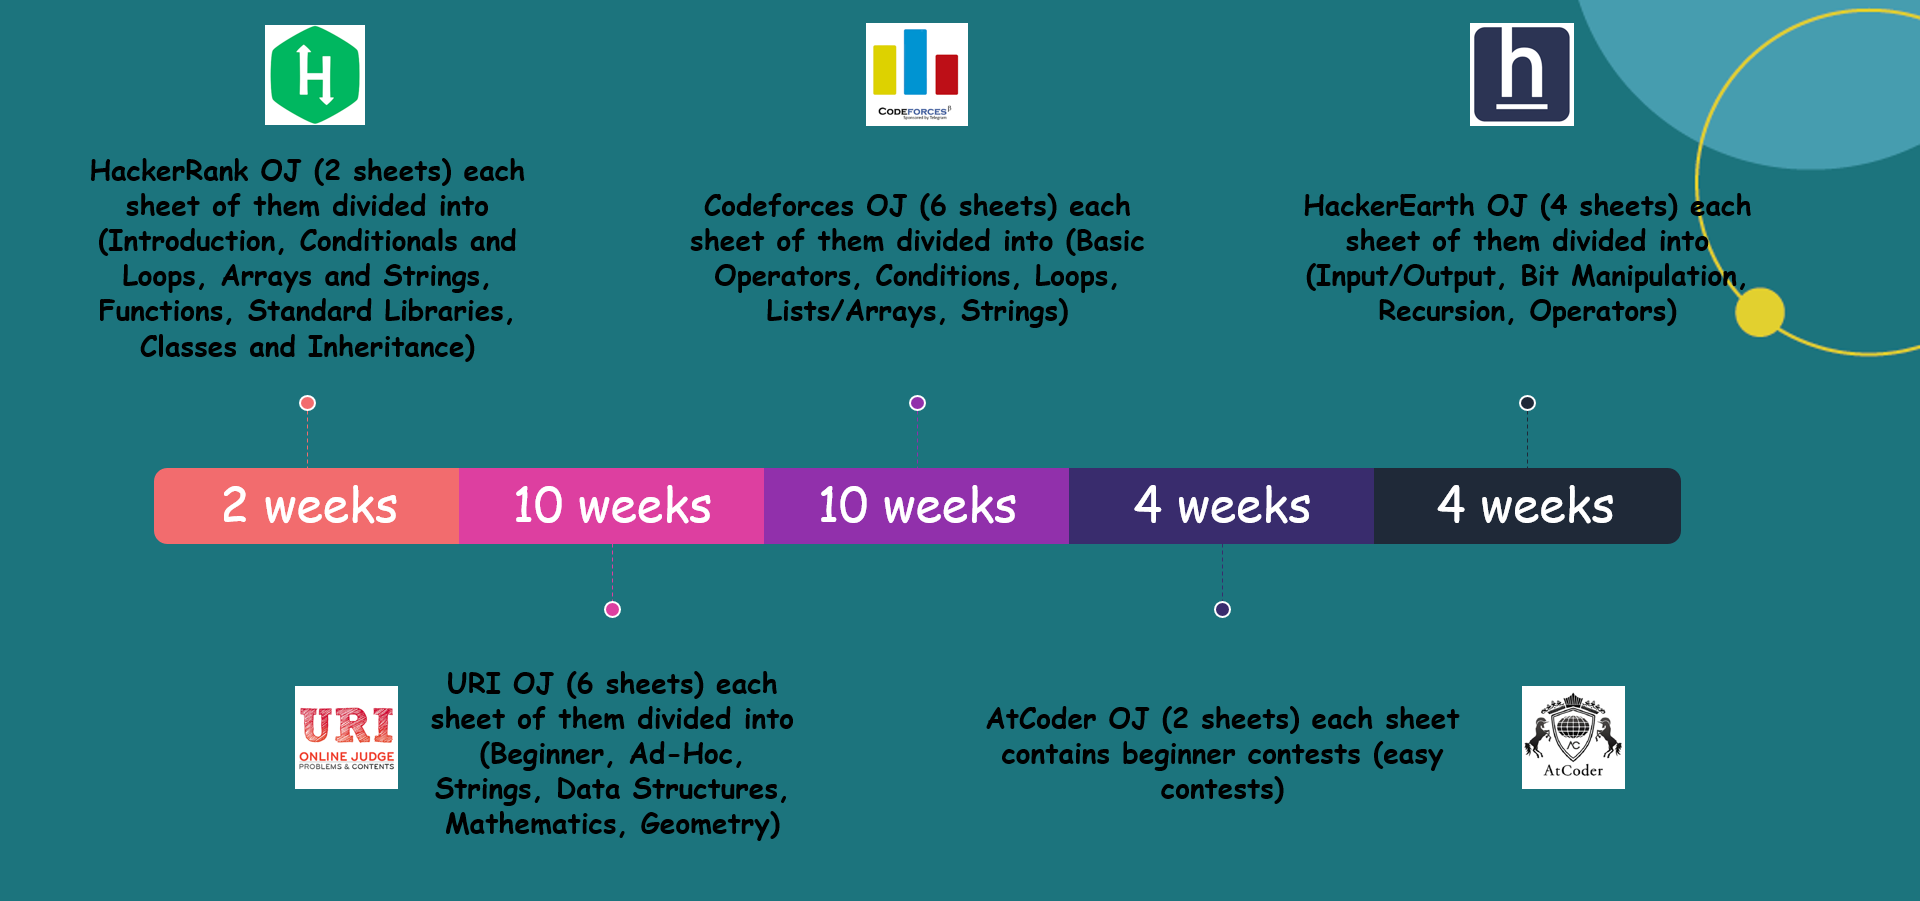 H
CODEFORCES β
Sponsored by Telegram
h
HackerRank OJ (2 sheets) each
sheet of them divided into
(Introduction, Conditionals and
Loops, Arrays and Strings,
Functions, Standard Libraries,
Classes and Inheritance)
Codeforces OJ (6 sheets) each
sheet of them divided into (Basic
Operators, Conditions, Loops,
Lists/Arrays, Strings)
HackerEarth OJ (4 sheets) each
sheet of them divided into
(Input/Output, Bit Manipulation,
Recursion, Operators)
2 weeks
10 weeks
10 weeks
4 weeks
4 weeks
URI
ONLINE JUDGE
PROBLEMS & CONTENTS
URI OJ (6 sheets) each
sheet of them divided into
(Beginner, Ad-Hoc,
Strings, Data Structures,
Mathematics, Geometry)
AtCoder OJ (2 sheets) each sheet
contains beginner contests (easy
contests)
AC
AtCoder